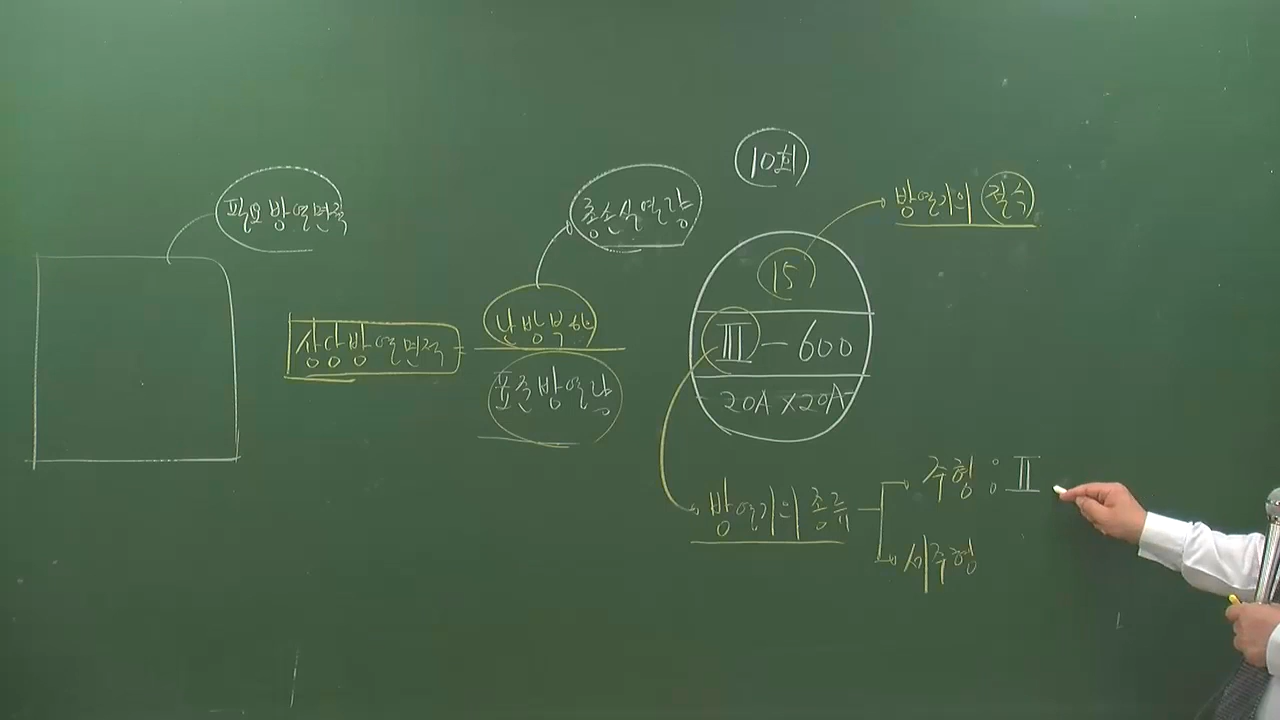 10회
필요방열면적
총손실열량
방열기의 절수
15
난방부하
상당방열면적 =
표준방열량
Ⅲ - 600
20A × 20A
방열기의 종류
주형 : Ⅱ
세주형